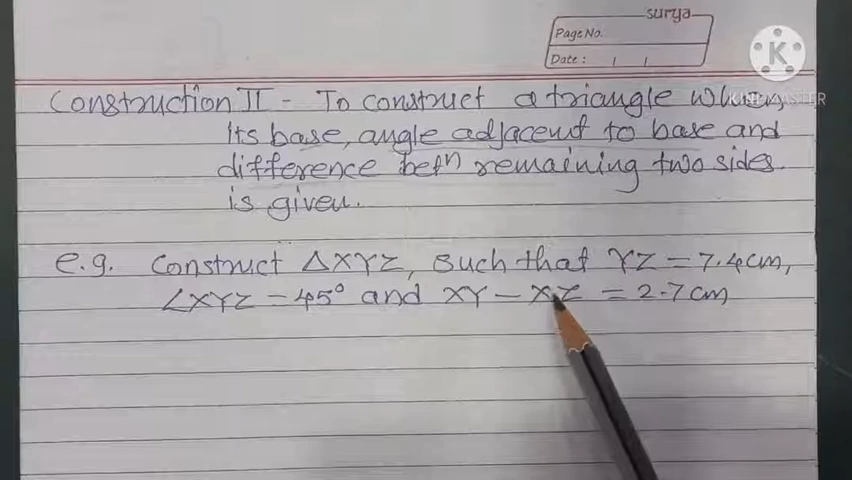 surya
Page No.
Date :
K
KINEMASTER
Construction II - To construct a triangle when,
its base, angle adjacent to base and
difference betⁿ remaining two sides
is given.
e.g. Construct △XYZ, such that YZ = 7.4cm,
∠XYZ = 45° and XY - XZ = 2.7 cm